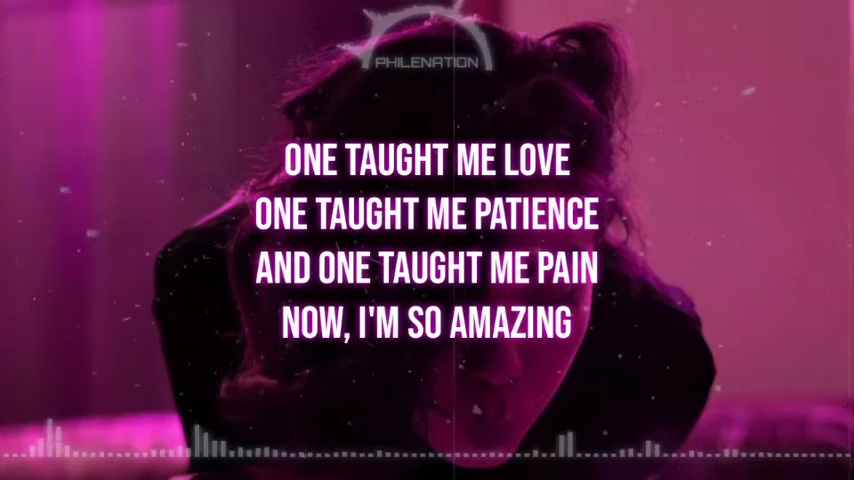 PHILENATION
ONE TAUGHT ME LOVE
ONE TAUGHT ME PATIENCE
AND ONE TAUGHT ME PAIN
NOW, I'M SO AMAZING